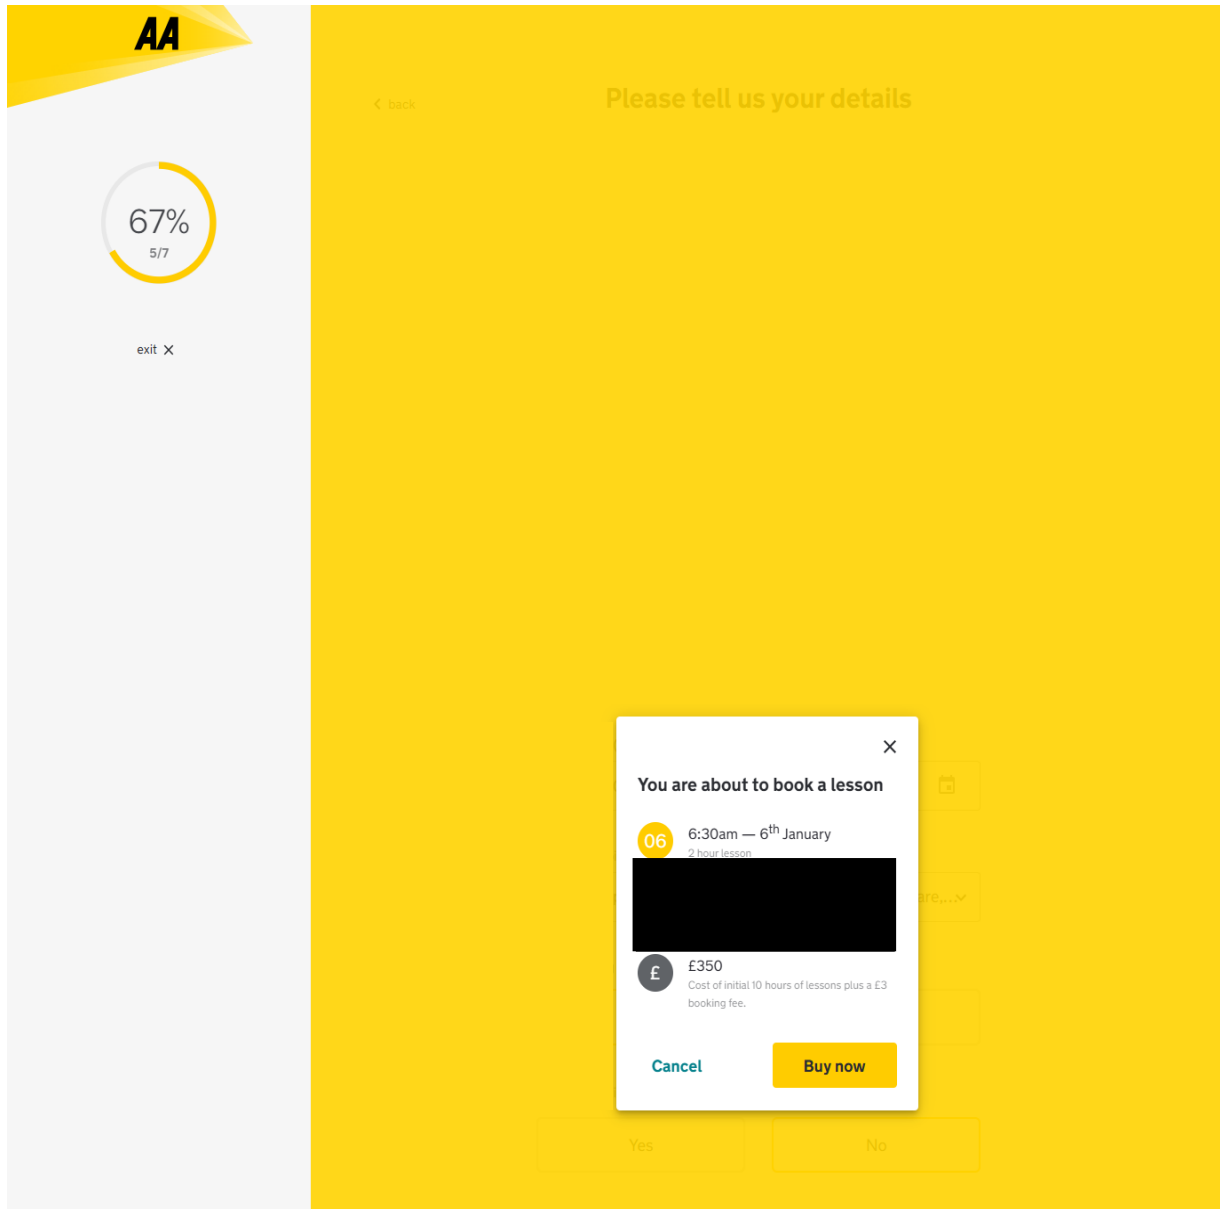 AA
67%
5/7
exit ✕
back
Please tell us your details
You are about to book a lesson
06
6:30am — 6th January
2 hour lesson
are,...
£
£350
Cost of initial 10 hours of lessons plus a £3
booking fee.
Cancel
Buy now
Yes
No